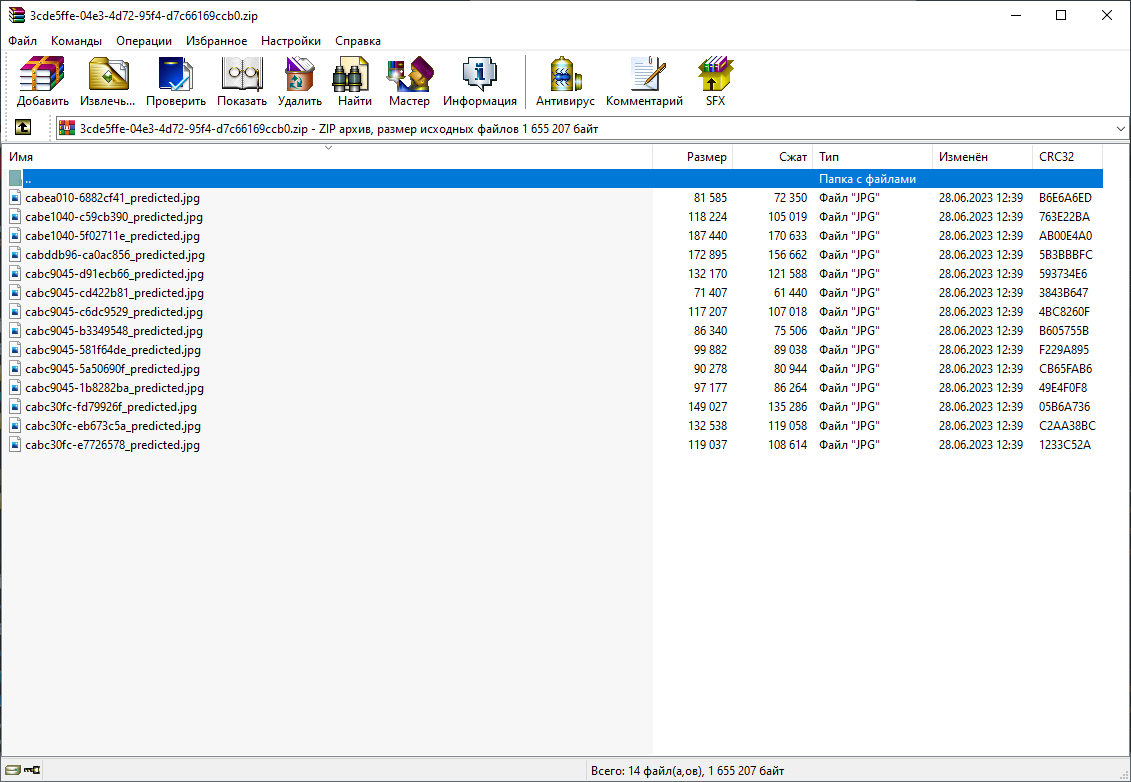 3cde5ffe-04e3-4d72-95f4-d7c66169ccb0.zip
Файл Команды Операции Избранное Настройки Справка
Добавить Извлечь... Проверить Показать Удалить Найти Мастер Информация Антивирус Комментарий SFX
3cde5ffe-04e3-4d72-95f4-d7c66169ccb0.zip - ZIP архив, размер исходных файлов 1 655 207 байт
Имя Размер Сжат Тип Изменён CRC32
.. Папка с файлами
cabea010-6882cf41_predicted.jpg 81 585 72 350 Файл "JPG" 28.06.2023 12:39 B6E6A6ED
cabe1040-c59cb390_predicted.jpg 118 224 105 019 Файл "JPG" 28.06.2023 12:39 763E22BA
cabe1040-5f02711e_predicted.jpg 187 440 170 633 Файл "JPG" 28.06.2023 12:39 AB00E4A0
cabddb96-ca0ac856_predicted.jpg 172 895 156 662 Файл "JPG" 28.06.2023 12:39 5B3BBBFC
cabc9045-d91ecb66_predicted.jpg 132 170 121 588 Файл "JPG" 28.06.2023 12:39 593734E6
cabc9045-cd422b81_predicted.jpg 71 407 61 440 Файл "JPG" 28.06.2023 12:39 3843B647
cabc9045-c6dc9529_predicted.jpg 117 207 107 018 Файл "JPG" 28.06.2023 12:39 4BC8260F
cabc9045-b3349548_predicted.jpg 86 340 75 506 Файл "JPG" 28.06.2023 12:39 B605755B
cabc9045-581f64de_predicted.jpg 99 882 89 038 Файл "JPG" 28.06.2023 12:39 F229A895
cabc9045-5a50690f_predicted.jpg 90 278 80 944 Файл "JPG" 28.06.2023 12:39 CB65FAB6
cabc9045-1b8282ba_predicted.jpg 97 177 86 264 Файл "JPG" 28.06.2023 12:39 49E4F0F8
cabc30fc-fd79926f_predicted.jpg 149 027 135 286 Файл "JPG" 28.06.2023 12:39 05B6A736
cabc30fc-eb673c5a_predicted.jpg 132 538 119 058 Файл "JPG" 28.06.2023 12:39 C2AA38BC
cabc30fc-e7726578_predicted.jpg 119 037 108 614 Файл "JPG" 28.06.2023 12:39 1233C52A
Всего: 14 файл(а,ов), 1 655 207 байт